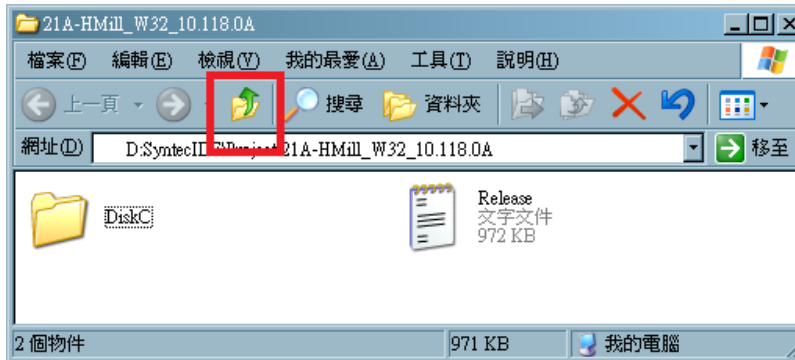 21A-HMill_W32_10.118.0A
檔案(F) 編輯(E) 檢視(V) 我的最愛(A) 工具(T) 說明(H)
上一頁 搜尋 資料夾
網址(D) D:SyntecID 21A-HMill_W32_10.118.0A 移至
DiskC
Release
文字文件
972 KB
2 個物件 971 KB 我的電腦